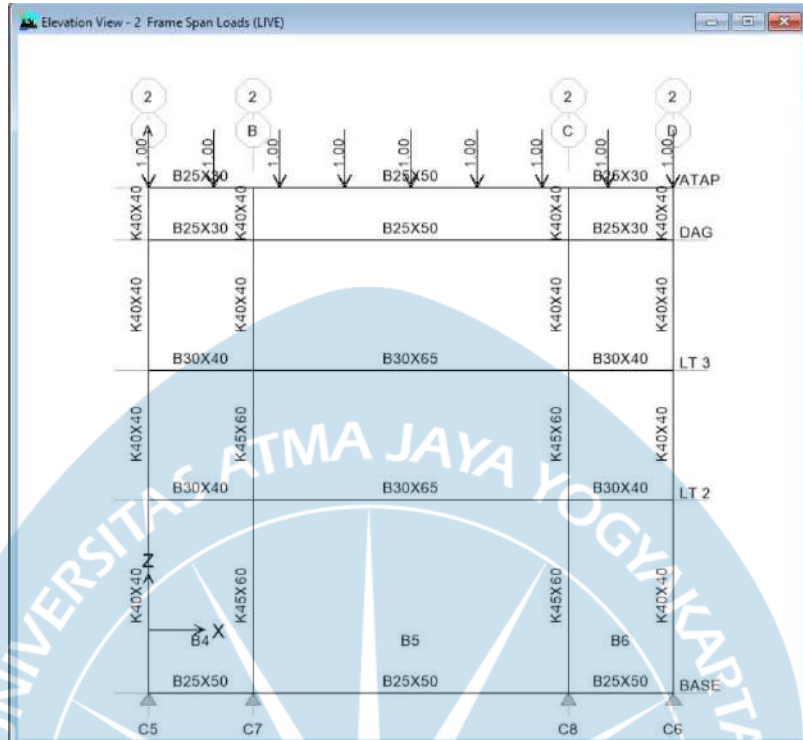 Elevation View - 2 Frame Span Loads (LIVE)
2 2 2 2
A B C D
1.00 1.00 1.00 1.00 1.00 1.00 1.00 1.00 1.00
B25X30 B25X50 B25X30 ATAP
K40X40 K40X40 K40X40 K40X40
B25X30 B25X50 B25X30 DAG
K40X40 K40X40 K40X40 K40X40
B30X40 B30X65 B30X40 LT 3
K40X40 K45X60 K45X60 K40X40
B30X40 B30X65 B30X40 LT 2
K40X40 K45X60 K45X60 K40X40
Z
X
B4 B5 B6
B25X50 B25X50 B25X50 BASE
C5 C7 C8 C6
UNIVERSITAS ATMA JAYA YOGYAKARTA